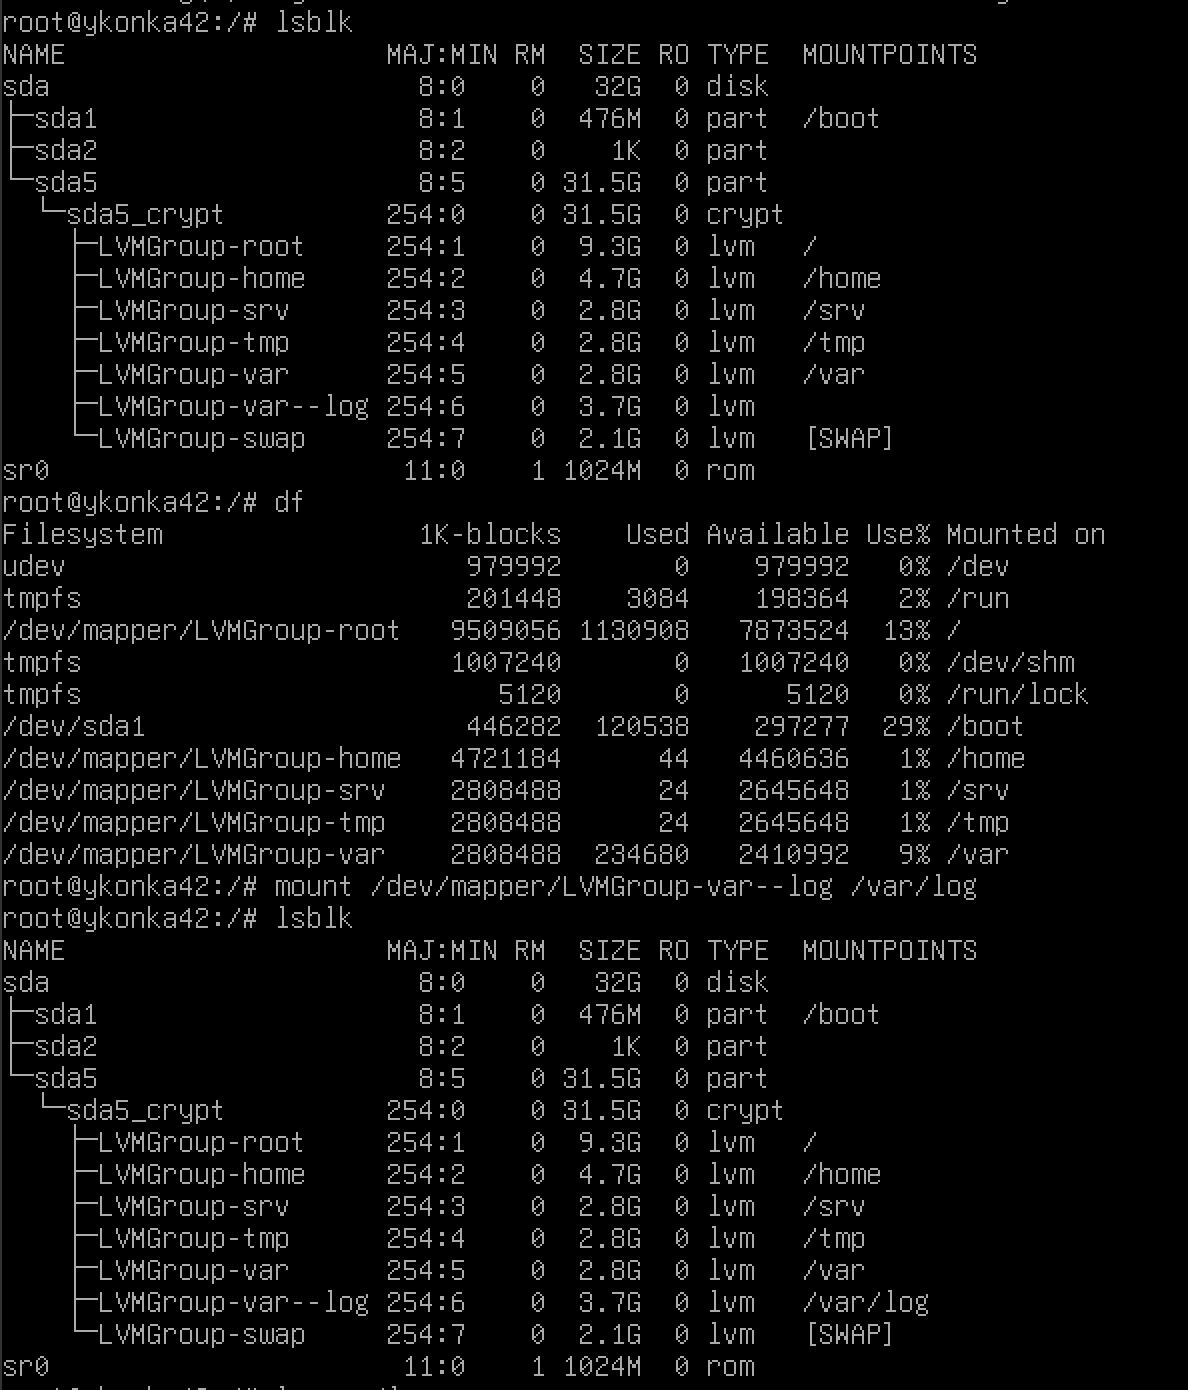 root@ykonka42:/# lsblk
NAME                    MAJ:MIN RM   SIZE RO TYPE  MOUNTPOINTS
sda                       8:0    0    32G  0 disk
├─sda1                    8:1    0   476M  0 part  /boot
├─sda2                    8:2    0     1K  0 part
└─sda5                    8:5    0  31.5G  0 part
  └─sda5_crypt          254:0    0  31.5G  0 crypt
    ├─LVMGroup-root     254:1    0   9.3G  0 lvm   /
    ├─LVMGroup-home     254:2    0   4.7G  0 lvm   /home
    ├─LVMGroup-srv      254:3    0   2.8G  0 lvm   /srv
    ├─LVMGroup-tmp      254:4    0   2.8G  0 lvm   /tmp
    ├─LVMGroup-var      254:5    0   2.8G  0 lvm   /var
    ├─LVMGroup-var--log 254:6    0   3.7G  0 lvm
    └─LVMGroup-swap     254:7    0   2.1G  0 lvm   [SWAP]
sr0                      11:0    1  1024M  0 rom
root@ykonka42:/# df
Filesystem                1K-blocks    Used Available Use% Mounted on
udev                         979992       0    979992   0% /dev
tmpfs                        201448    3084    198364   2% /run
/dev/mapper/LVMGroup-root   9509056 1130908   7873524  13% /
tmpfs                       1007240       0   1007240   0% /dev/shm
tmpfs                          5120       0      5120   0% /run/lock
/dev/sda1                    446282  120538    297277  29% /boot
/dev/mapper/LVMGroup-home   4721184      44   4460636   1% /home
/dev/mapper/LVMGroup-srv    2808488      24   2645648   1% /srv
/dev/mapper/LVMGroup-tmp    2808488      24   2645648   1% /tmp
/dev/mapper/LVMGroup-var    2808488  234680   2410992   9% /var
root@ykonka42:/# mount /dev/mapper/LVMGroup-var--log /var/log
root@ykonka42:/# lsblk
NAME                    MAJ:MIN RM   SIZE RO TYPE  MOUNTPOINTS
sda                       8:0    0    32G  0 disk
├─sda1                    8:1    0   476M  0 part  /boot
├─sda2                    8:2    0     1K  0 part
└─sda5                    8:5    0  31.5G  0 part
  └─sda5_crypt          254:0    0  31.5G  0 crypt
    ├─LVMGroup-root     254:1    0   9.3G  0 lvm   /
    ├─LVMGroup-home     254:2    0   4.7G  0 lvm   /home
    ├─LVMGroup-srv      254:3    0   2.8G  0 lvm   /srv
    ├─LVMGroup-tmp      254:4    0   2.8G  0 lvm   /tmp
    ├─LVMGroup-var      254:5    0   2.8G  0 lvm   /var
    ├─LVMGroup-var--log 254:6    0   3.7G  0 lvm   /var/log
    └─LVMGroup-swap     254:7    0   2.1G  0 lvm   [SWAP]
sr0                      11:0    1  1024M  0 rom